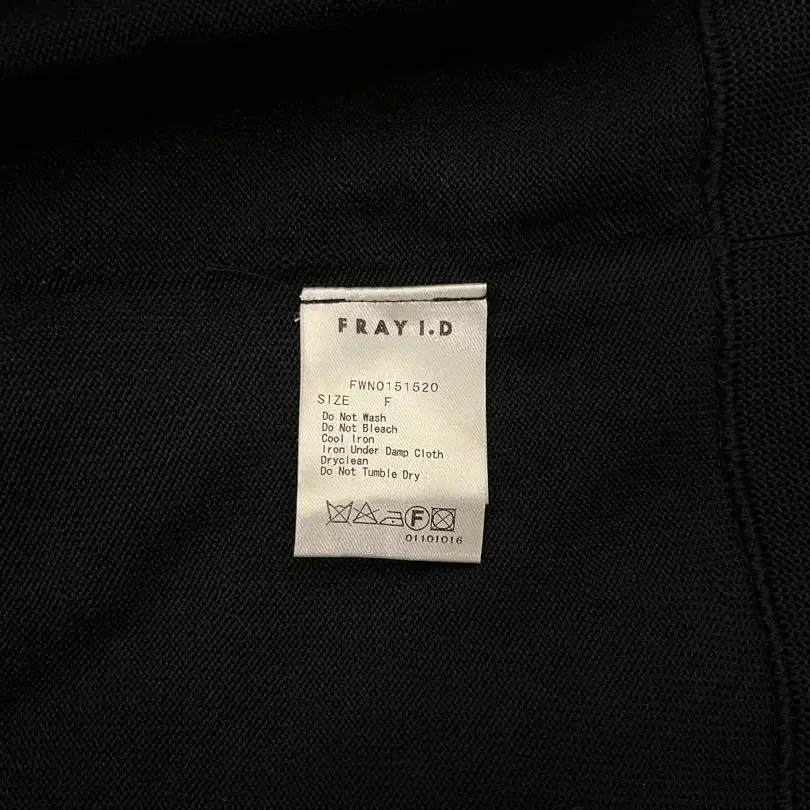 FRAY I.D
FWNO151520
SIZE F
Do Not Wash
Do Not Bleach
Cool Iron
Iron Under Damp Cloth
Dryclean
Do Not Tumble Dry
F
01101016